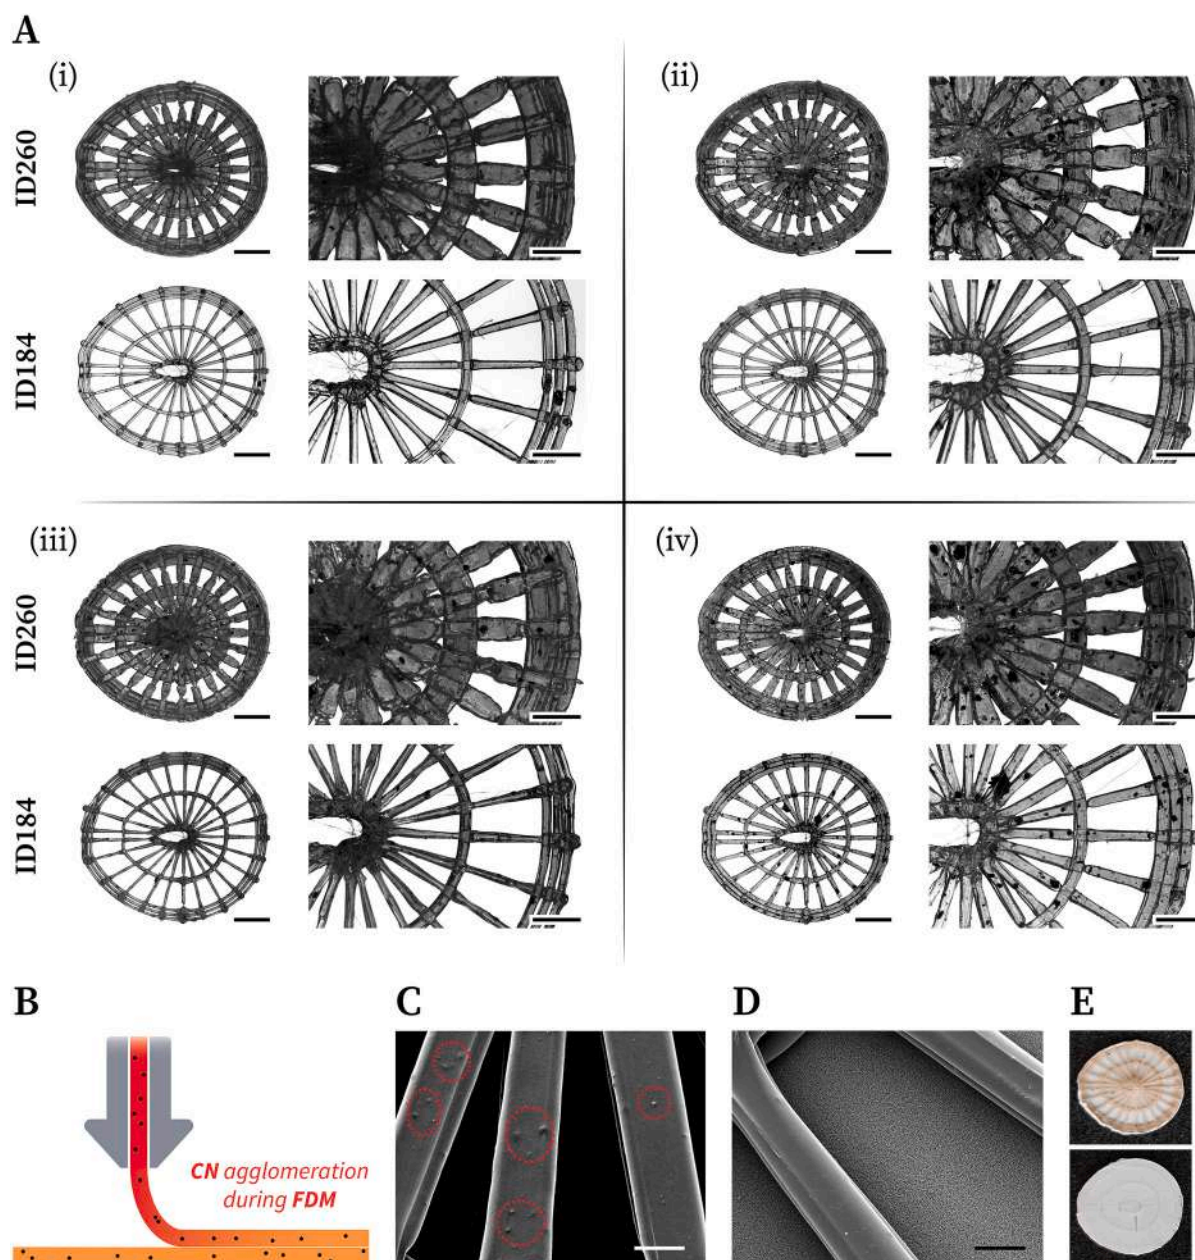 A
(i)
(ii)
ID260
ID184
(iii)
(iv)
ID260
ID184
B
C
D
E
CN agglomeration
during FDM